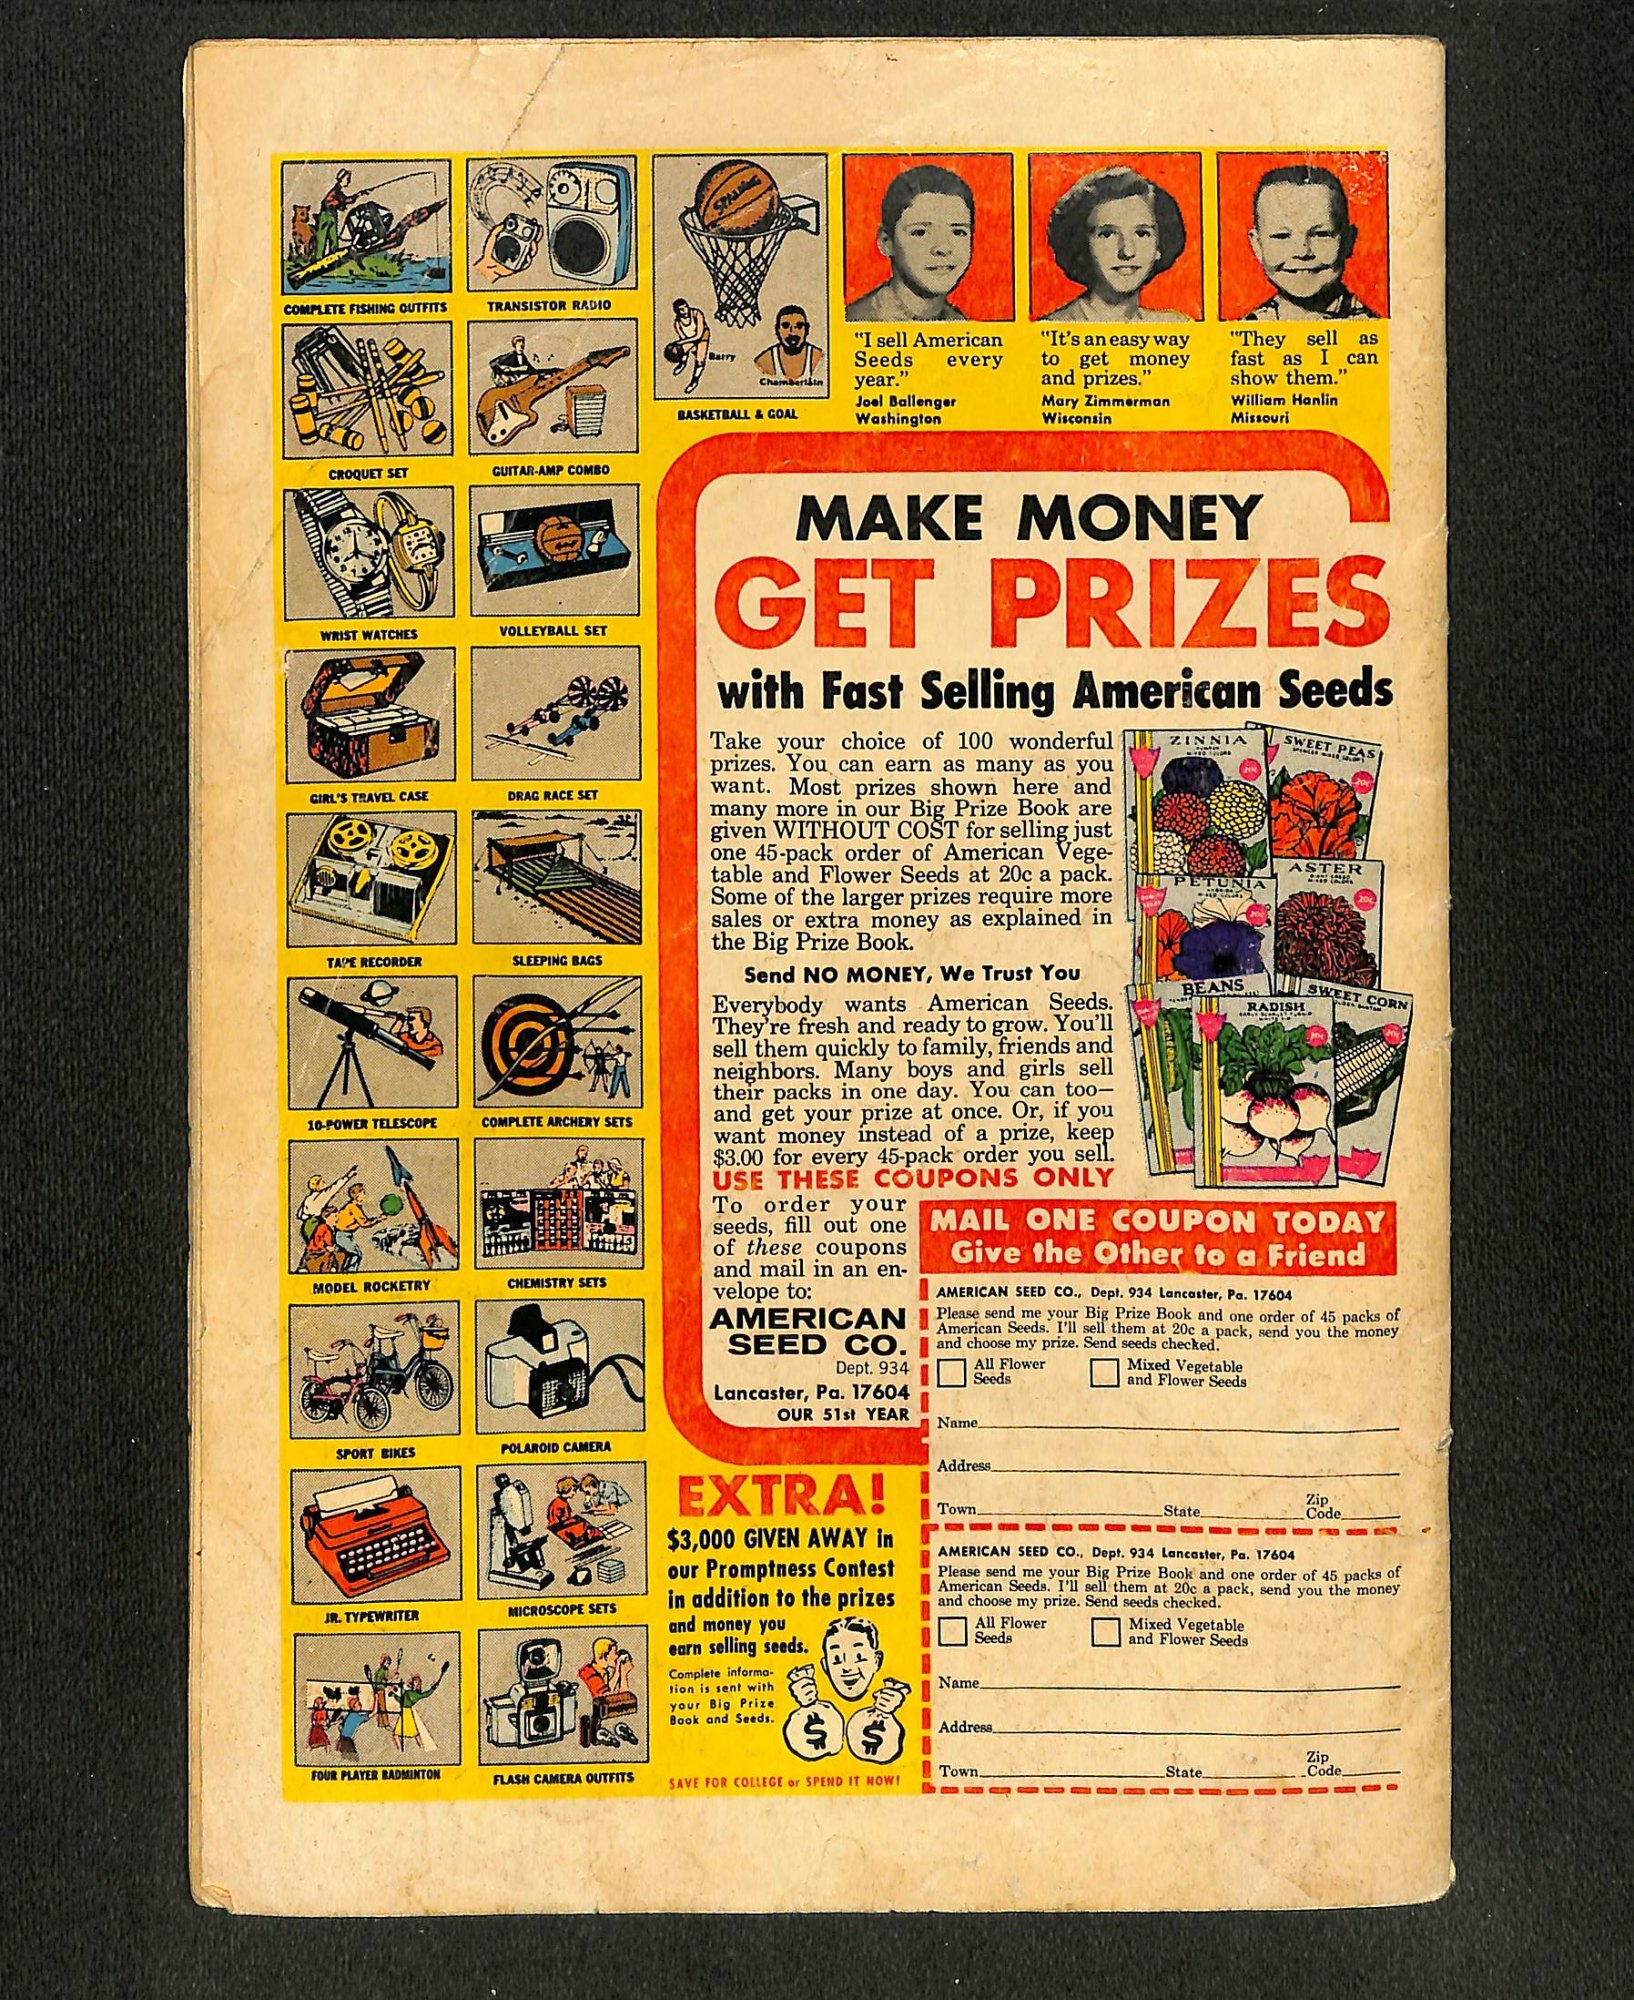 COMPLETE FISHING OUTFITS
TRANSISTOR RADIO
SPALDING
Barry
Chamberlain
BASKETBALL & GOAL
CROQUET SET
GUITAR-AMP COMBO
WRIST WATCHES
VOLLEYBALL SET
GIRL'S TRAVEL CASE
DRAG RACE SET
TAPE RECORDER
SLEEPING BAGS
10-POWER TELESCOPE
COMPLETE ARCHERY SETS
MODEL ROCKETRY
CHEMISTRY SETS
SPORT BIKES
POLAROID CAMERA
JR. TYPEWRITER
MICROSCOPE SETS
FOUR PLAYER BADMINTON
FLASH CAMERA OUTFITS
"I sell American
Seeds every
year."
Joel Ballenger
Washington
"It's an easy way
to get money
and prizes."
Mary Zimmerman
Wisconsin
"They sell as
fast as I can
show them."
William Hanlin
Missouri
MAKE MONEY
GET PRIZES
with Fast Selling American Seeds
Take your choice of 100 wonderful
prizes. You can earn as many as you
want. Most prizes shown here and
many more in our Big Prize Book are
given WITHOUT COST for selling just
one 45-pack order of American Vege-
table and Flower Seeds at 20c a pack.
Some of the larger prizes require more
sales or extra money as explained in
the Big Prize Book.
Send NO MONEY, We Trust You
Everybody wants American Seeds.
They're fresh and ready to grow. You'll
sell them quickly to family, friends and
neighbors. Many boys and girls sell
their packs in one day. You can too—
and get your prize at once. Or, if you
want money instead of a prize, keep
$3.00 for every 45-pack order you sell.
USE THESE COUPONS ONLY
To order your
seeds, fill out one
of these coupons
and mail in an en-
velope to:
AMERICAN
SEED CO.
Dept. 934
Lancaster, Pa. 17604
OUR 51st YEAR
ZINNIA
MIXED COLORS
20c
SWEET PEAS
20c
PETUNIA
MIXED COLORS
20c
ASTER
MIXED COLORS
20c
BEANS
RADISH
20c
SWEET CORN
20c
MAIL ONE COUPON TODAY
Give the Other to a Friend
AMERICAN SEED CO., Dept. 934 Lancaster, Pa. 17604
Please send me your Big Prize Book and one order of 45 packs of
American Seeds. I'll sell them at 20c a pack, send you the money
and choose my prize. Send seeds checked.
All Flower
Seeds
Mixed Vegetable
and Flower Seeds
Name
Address
Town State Zip
Code
AMERICAN SEED CO., Dept. 934 Lancaster, Pa. 17604
Please send me your Big Prize Book and one order of 45 packs of
American Seeds. I'll sell them at 20c a pack, send you the money
and choose my prize. Send seeds checked.
All Flower
Seeds
Mixed Vegetable
and Flower Seeds
Name
Address
Town State Zip
Code
EXTRA!
$3,000 GIVEN AWAY in
our Promptness Contest
in addition to the prizes
and money you
earn selling seeds.
Complete informa-
tion is sent with
your Big Prize
Book and Seeds.
$ $
SAVE FOR COLLEGE or SPEND IT NOW!